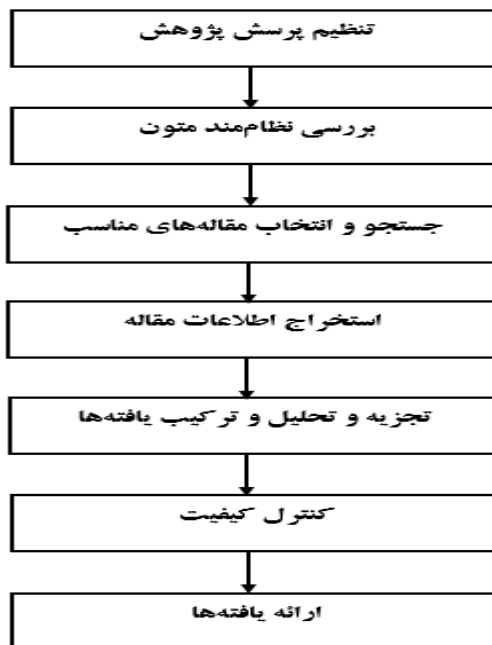 تنظیم پرسش پژوهش
بررسی نظام‌مند متون
جستجو و انتخاب مقاله‌های مناسب
استخراج اطلاعات مقاله
تجزیه و تحلیل و ترکیب یافته‌ها
کنترل کیفیت
ارائه یافته‌ها